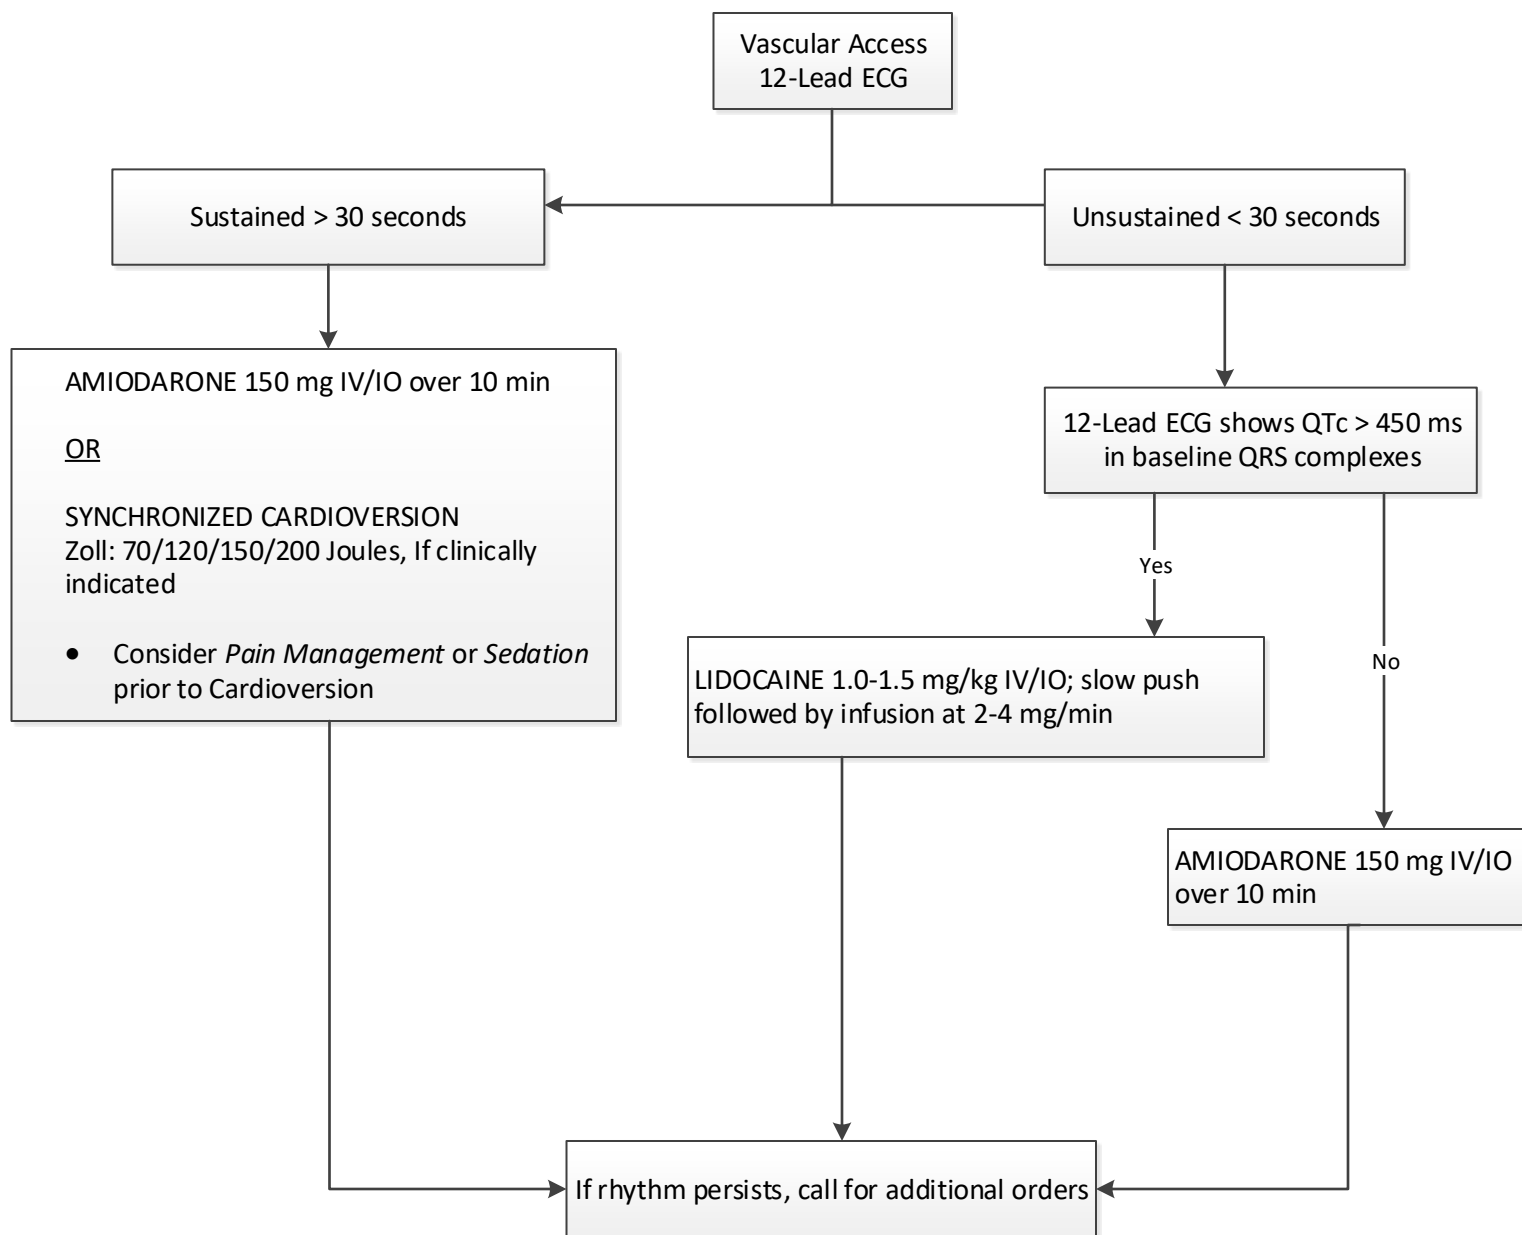 Vascular Access
12-Lead ECG
Sustained > 30 seconds
Unsustained < 30 seconds
AMIODARONE 150 mg IV/IO over 10 min
OR
SYNCHRONIZED CARDIOVERSION
Zoll: 70/120/150/200 Joules, If clinically
indicated
• Consider Pain Management or Sedation
prior to Cardioversion
12-Lead ECG shows QTc > 450 ms
in baseline QRS complexes
Yes
No
LIDOCAINE 1.0-1.5 mg/kg IV/IO; slow push
followed by infusion at 2-4 mg/min
AMIODARONE 150 mg IV/IO
over 10 min
If rhythm persists, call for additional orders